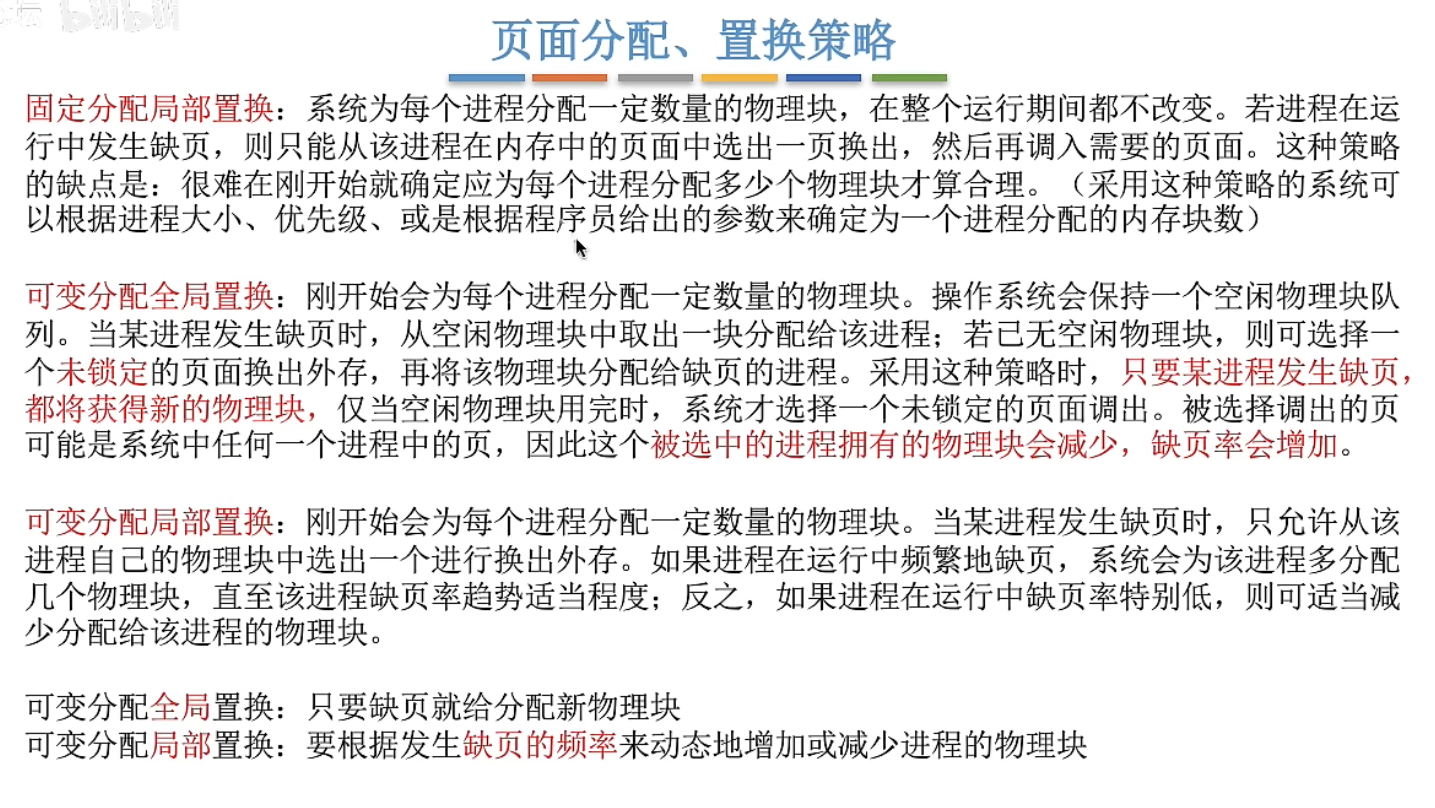 坛 bilibili
页面分配、置换策略
固定分配局部置换：系统为每个进程分配一定数量的物理块，在整个运行期间都不改变。若进程在运
行中发生缺页，则只能从该进程在内存中的页面中选出一页换出，然后再调入需要的页面。这种策略
的缺点是：很难在刚开始就确定应为每个进程分配多少个物理块才算合理。（采用这种策略的系统可
以根据进程大小、优先级、或是根据程序员给出的参数来确定为一个进程分配的内存块数）
可变分配全局置换：刚开始会为每个进程分配一定数量的物理块。操作系统会保持一个空闲物理块队
列。当某进程发生缺页时，从空闲物理块中取出一块分配给该进程；若已无空闲物理块，则可选择一
个未锁定的页面换出外存，再将该物理块分配给缺页的进程。采用这种策略时，只要某进程发生缺页，
都将获得新的物理块，仅当空闲物理块用完时，系统才选择一个未锁定的页面调出。被选择调出的页
可能是系统中任何一个进程中的页，因此这个被选中的进程拥有的物理块会减少，缺页率会增加。
可变分配局部置换：刚开始会为每个进程分配一定数量的物理块。当某进程发生缺页时，只允许从该
进程自己的物理块中选出一个进行换出外存。如果进程在运行中频繁地缺页，系统会为该进程多分配
几个物理块，直至该进程缺页率趋势适当程度；反之，如果进程在运行中缺页率特别低，则可适当减
少分配给该进程的物理块。
可变分配全局置换：只要缺页就给分配新物理块
可变分配局部置换：要根据发生缺页的频率来动态地增加或减少进程的物理块